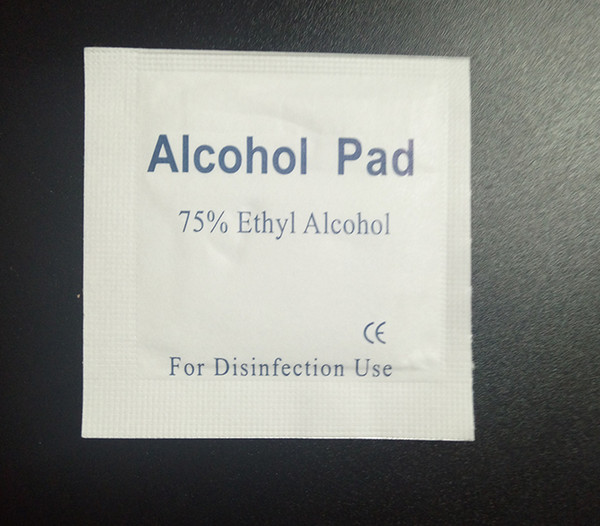 Alcohol Pad
75% Ethyl Alcohol
CE
For Disinfection Use